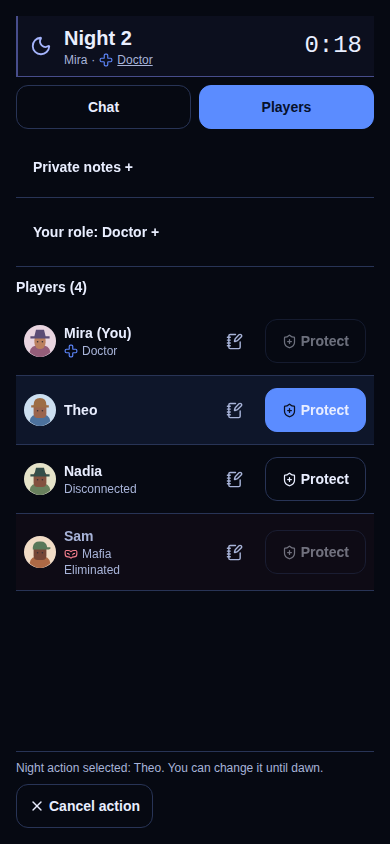 Night 2
Mira · Doctor
0:18
Chat
Players
Private notes +
Your role: Doctor +
Players (4)
Mira (You)
Doctor
Protect
Theo
Protect
Nadia
Disconnected
Protect
Sam
Mafia
Eliminated
Protect
Night action selected: Theo. You can change it until dawn.
Cancel action